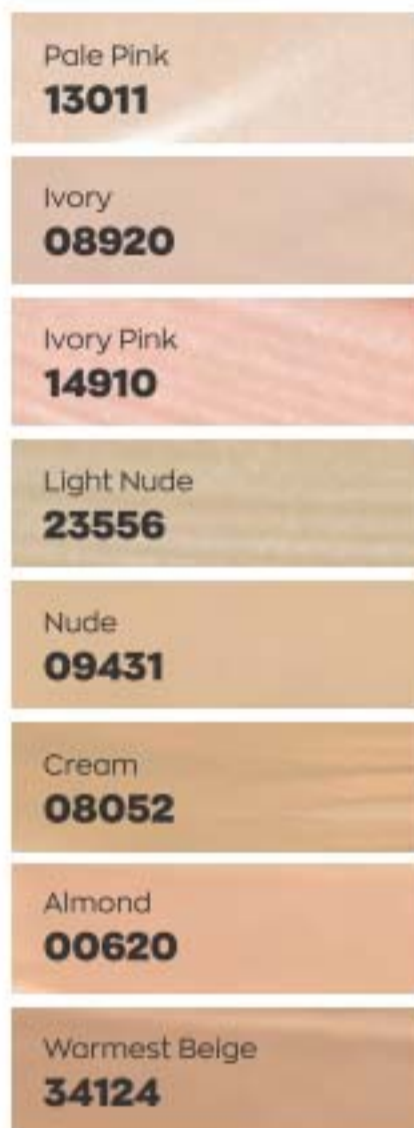 Pale Pink
13011
Ivory
08920
Ivory Pink
14910
Light Nude
23556
Nude
09431
Cream
08052
Almond
00620
Warmest Beige
34124